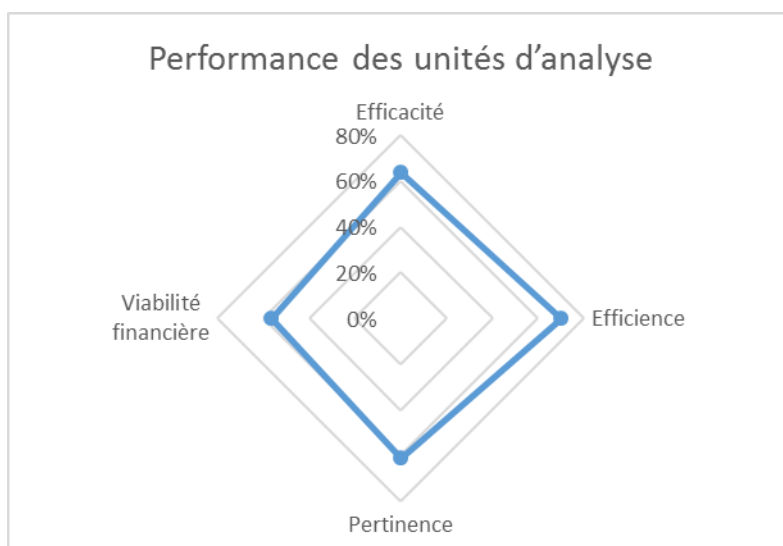 Performance des unités d’analyse
Efficacité
80%
60%
40%
20%
0%
Viabilité
financière
Efficience
Pertinence